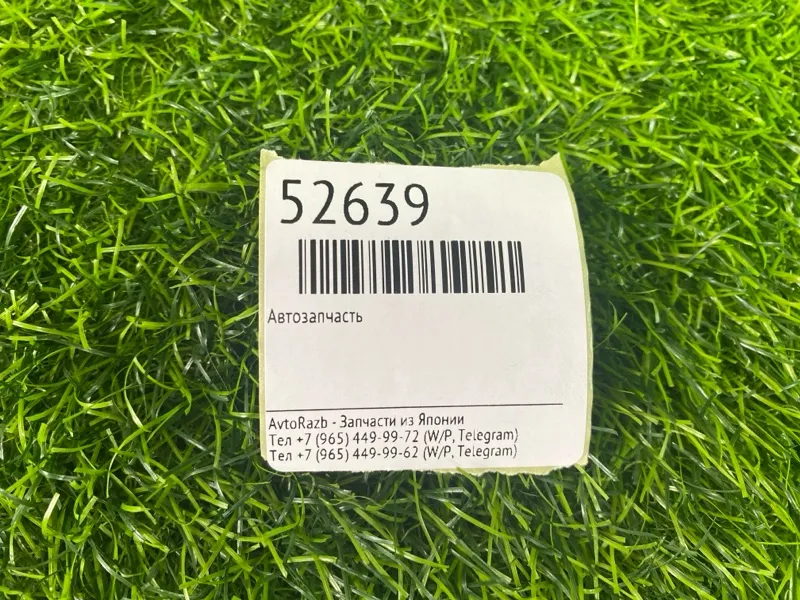 52639
Автозапчасть
AvtoRazb - Запчасти из Японии
Тел +7 (965) 449-99-72 (W/P, Telegram)
Тел +7 (965) 449-99-62 (W/P, Telegram)